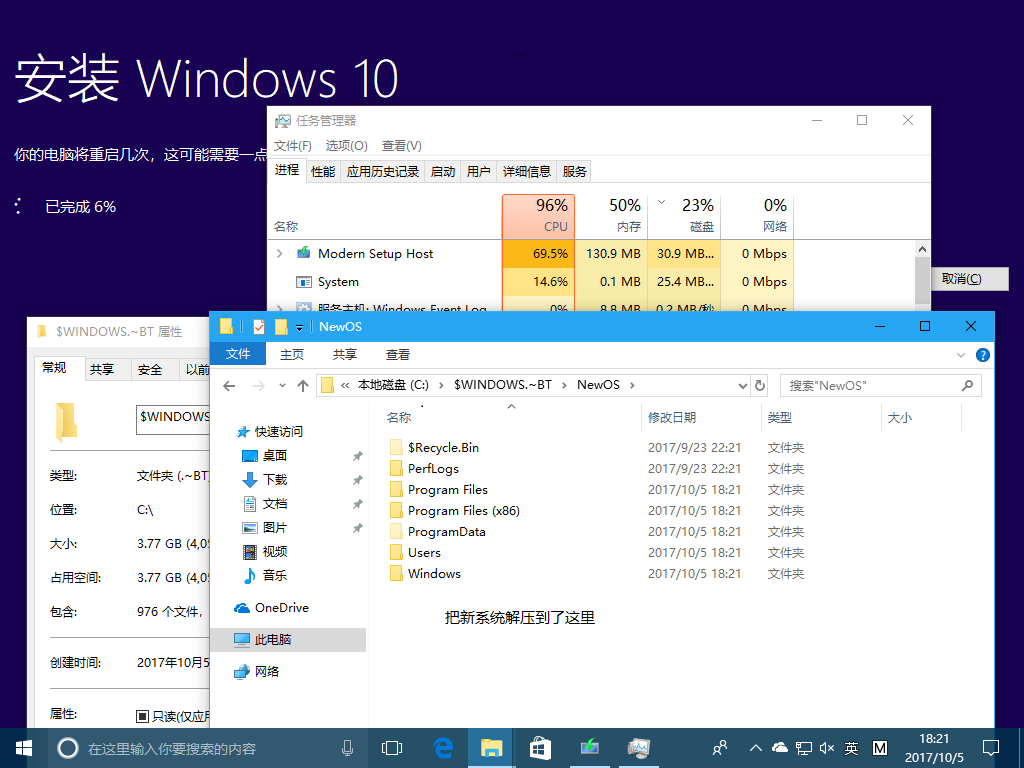 安装 Windows 10
你的电脑将重启几次，这可能需要一点
已完成 6%
任务管理器
文件(F) 选项(O) 查看(V)
进程 性能 应用历史记录 启动 用户 详细信息 服务
96% 50% 23% 0%
名称 CPU 内存 磁盘 网络
Modern Setup Host 69.5% 130.9 MB 30.9 MB... 0 Mbps
System 14.6% 0.1 MB 25.4 MB... 0 Mbps
服务主机: Windows Event Log 0% 8.8 MB 0.2 MB/秒 0 Mbps
取消(C)
$WINDOWS.~BT 属性
常规 共享 安全 以前
$WINDOWS
类型: 文件夹 (.~BT)
位置: C:\
大小: 3.77 GB (4,05
占用空间: 3.77 GB (4,05
包含: 976 个文件，
创建时间: 2017年10月5
属性: 只读(仅应用
NewOS
文件 主页 共享 查看
« 本地磁盘 (C:) › $WINDOWS.~BT › NewOS ›
搜索"NewOS"
快速访问
桌面
下载
文档
图片
视频
音乐
OneDrive
此电脑
网络
名称 修改日期 类型 大小
$Recycle.Bin 2017/9/23 22:21 文件夹
PerfLogs 2017/9/23 22:21 文件夹
Program Files 2017/10/5 18:21 文件夹
Program Files (x86) 2017/10/5 18:21 文件夹
ProgramData 2017/10/5 18:21 文件夹
Users 2017/10/5 18:21 文件夹
Windows 2017/10/5 18:21 文件夹
把新系统解压到了这里
在这里输入你要搜索的内容
英 M
18:21
2017/10/5